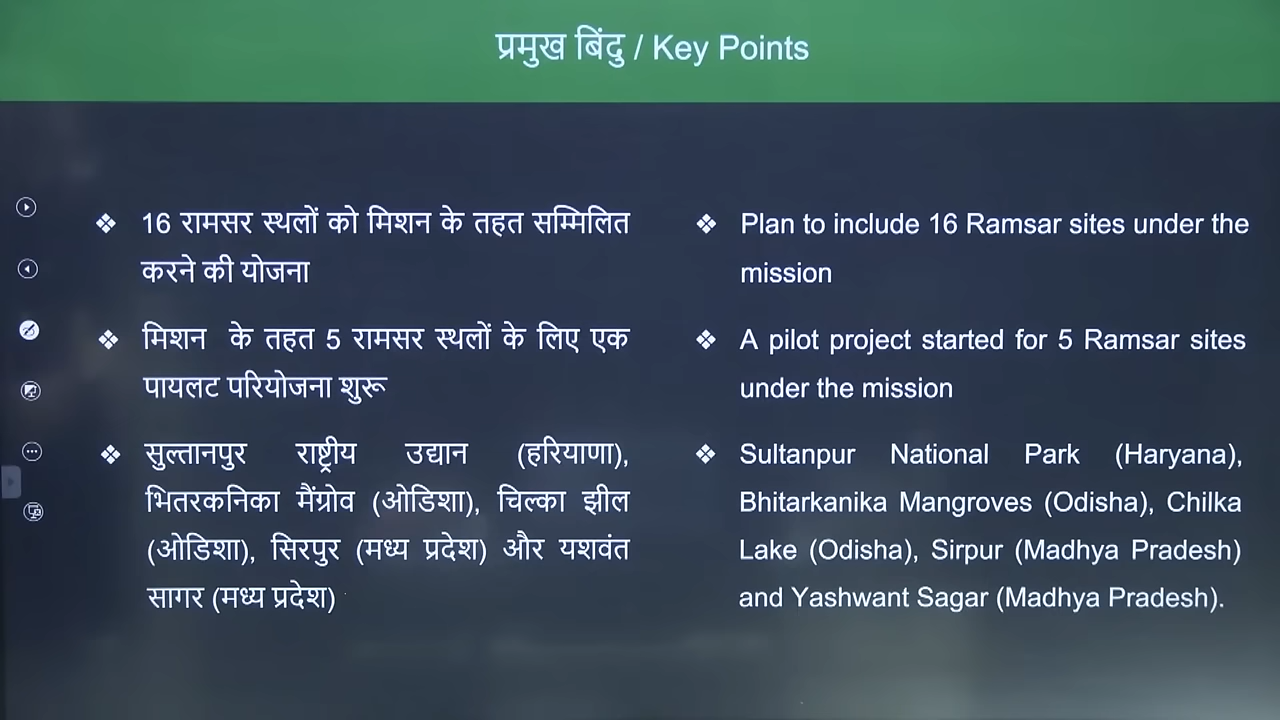 प्रमुख बिंदु / Key Points
❖ 16 रामसर स्थलों को मिशन के तहत सम्मिलित
करने की योजना
❖ मिशन के तहत 5 रामसर स्थलों के लिए एक
पायलट परियोजना शुरू
❖ सुल्तानपुर राष्ट्रीय उद्यान (हरियाणा),
भितरकनिका मैंग्रोव (ओडिशा), चिल्का झील
(ओडिशा), सिरपुर (मध्य प्रदेश) और यशवंत
सागर (मध्य प्रदेश)
❖ Plan to include 16 Ramsar sites under the
mission
❖ A pilot project started for 5 Ramsar sites
under the mission
❖ Sultanpur National Park (Haryana),
Bhitarkanika Mangroves (Odisha), Chilka
Lake (Odisha), Sirpur (Madhya Pradesh)
and Yashwant Sagar (Madhya Pradesh).